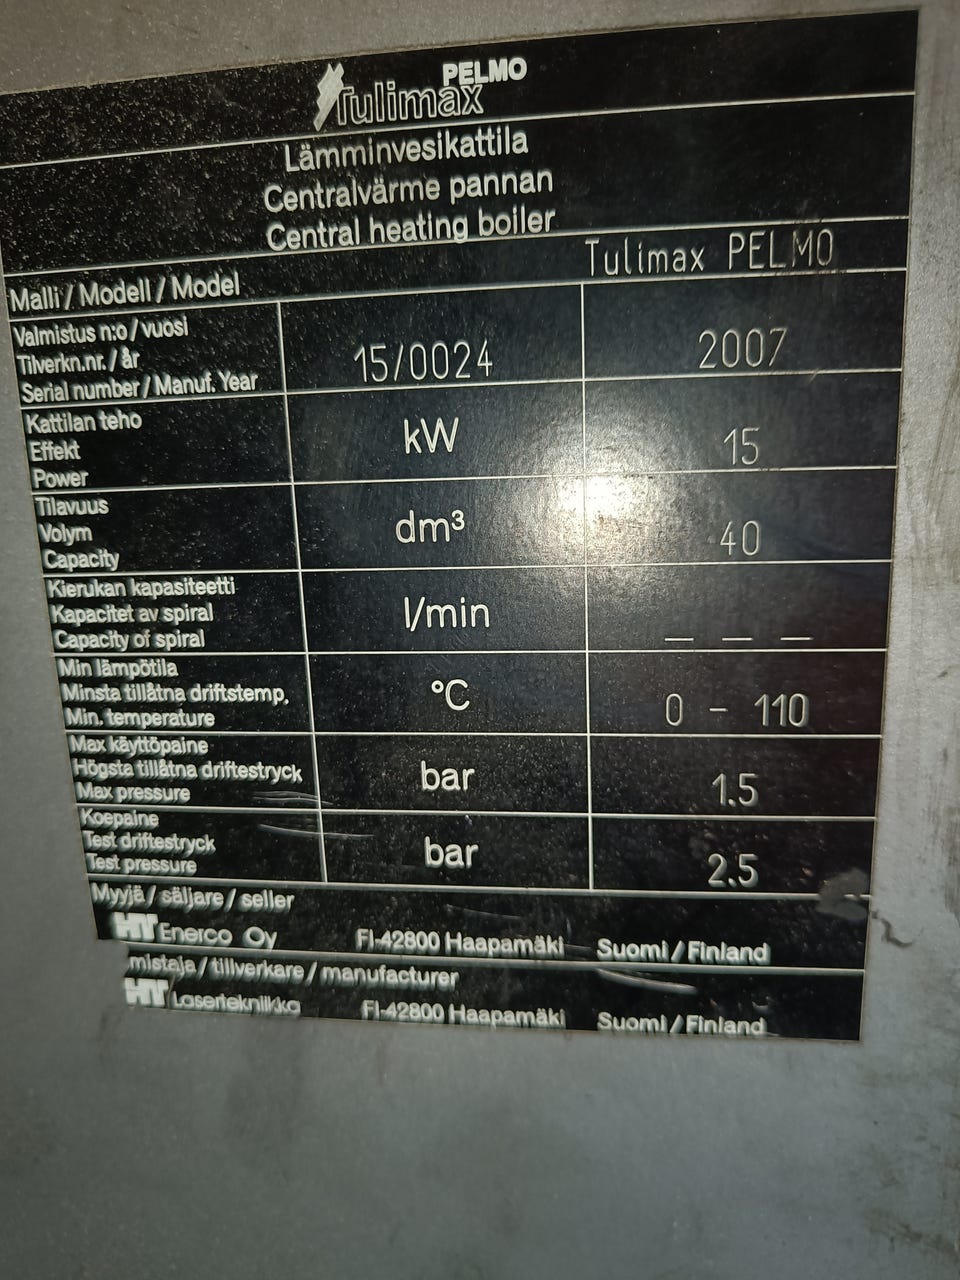 PELMO
Tulimax
Lämminvesikattila
Centralvärme pannan
Central heating boiler
Malli / Modell / Model Tulimax PELMO
Valmistus n:o / vuosi
Tilverkn.nr. / år
Serial number / Manuf. Year
15/0024 2007
Kattilan teho
Effekt
Power
kW 15
Tilavuus
Volym
Capacity
dm³ 40
Kierukan kapasiteetti
Kapacitet av spiral
Capacity of spiral
l/min _ _ _
Min lämpötila
Minsta tillåtna driftstemp.
Min. temperature
°C 0 - 110
Max käyttöpaine
Högsta tillåtna driftestryck
Max pressure
bar 1.5
Koepaine
Test driftestryck
Test pressure
bar 2.5
Myyjä / säljare / seller
HT Enerco Oy FI-42800 Haapamäki Suomi / Finland
mistaja / tillverkare / manufacturer
HT Lasertekniikka FI-42800 Haapamäki Suomi / Finland